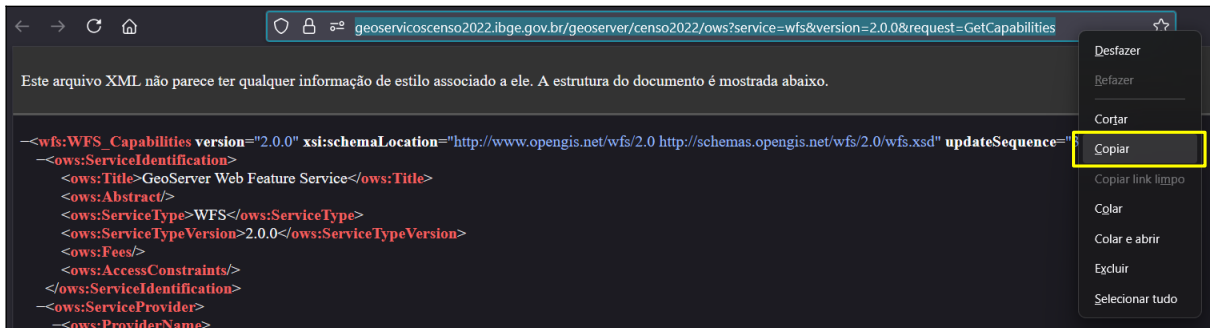 geoservicoscenso2022.ibge.gov.br/geoserver/censo2022/ows?service=wfs&version=2.0.0&request=GetCapabilities
Este arquivo XML não parece ter qualquer informação de estilo associado a ele. A estrutura do documento é mostrada abaixo.
−<wfs:WFS_Capabilities version="2.0.0" xsi:schemaLocation="http://www.opengis.net/wfs/2.0 http://schemas.opengis.net/wfs/2.0/wfs.xsd" updateSequence="
−<ows:ServiceIdentification>
<ows:Title>GeoServer Web Feature Service</ows:Title>
<ows:Abstract/>
<ows:ServiceType>WFS</ows:ServiceType>
<ows:ServiceTypeVersion>2.0.0</ows:ServiceTypeVersion>
<ows:Fees/>
<ows:AccessConstraints/>
</ows:ServiceIdentification>
−<ows:ServiceProvider>
−<ows:ProviderName>
Desfazer
Refazer
Cortar
Copiar
Copiar link limpo
Colar
Colar e abrir
Excluir
Selecionar tudo